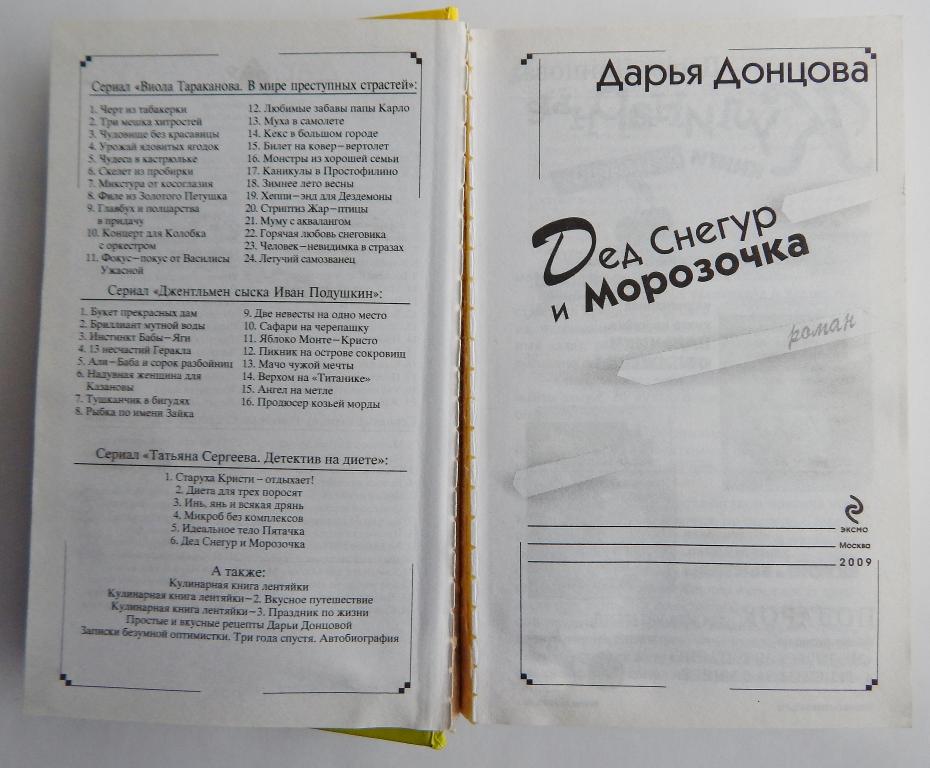 Сериал «Виола Тараканова. В мире преступных страстей»:
1. Черт из табакерки
2. Три мешка хитростей
3. Чудовище без красавицы
4. Урожай ядовитых ягодок
5. Чудеса в кастрюльке
6. Скелет из пробирки
7. Микстура от косоглазия
8. Филе из Золотого Петушка
9. Главбух и полцарства
в придачу
10. Концерт для Колобка
с оркестром
11. Фокус-покус от Василисы
Ужасной
12. Любимые забавы папы Карло
13. Муха в самолете
14. Кекс в большом городе
15. Билет на ковер-вертолет
16. Монстры из хорошей семьи
17. Каникулы в Простофилино
18. Зимнее лето весны
19. Хеппи-энд для Дездемоны
20. Стриптиз Жар-птицы
21. Муму с аквалангом
22. Горячая любовь снеговика
23. Человек-невидимка в стразах
24. Летучий самозванец
Сериал «Джентльмен сыска Иван Подушкин»:
1. Букет прекрасных дам
2. Бриллиант мутной воды
3. Инстинкт Бабы-Яги
4. 13 несчастий Геракла
5. Али-Баба и сорок разбойниц
6. Надувная женщина для
Казановы
7. Тушканчик в бигудях
8. Рыбка по имени Зайка
9. Две невесты на одно место
10. Сафари на черепашку
11. Яблоко Монте-Кристо
12. Пикник на острове сокровищ
13. Мачо чужой мечты
14. Верхом на «Титанике»
15. Ангел на метле
16. Продюсер козьей морды
Сериал «Татьяна Сергеева. Детектив на диете»:
1. Старуха Кристи – отдыхает!
2. Диета для трех поросят
3. Инь, янь и всякая дрянь
4. Микроб без комплексов
5. Идеальное тело Пятачка
6. Дед Снегур и Морозочка
А также:
Кулинарная книга лентяйки
Кулинарная книга лентяйки-2. Вкусное путешествие
Кулинарная книга лентяйки-3. Праздник по жизни
Простые и вкусные рецепты Дарьи Донцовой
Записки безумной оптимистки. Три года спустя. Автобиография
Дарья Донцова
Дед Снегур
и Морозочка
роман
эксмо
Москва
2009